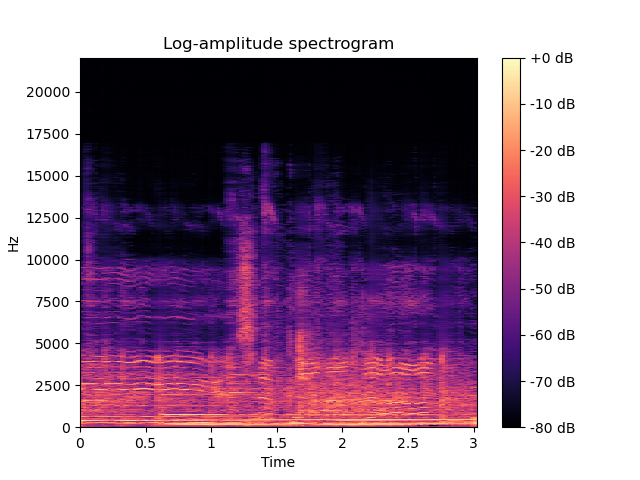 Log-amplitude spectrogram
+0 dB
20000
-10 dB
17500
-20 dB
15000
-30 dB
12500
Hz
-40 dB
10000
-50 dB
7500
5000
-60 dB
2500
-70 dB
0
-80 dB
0 0.5 1 1.5 2 2.5 3
Time